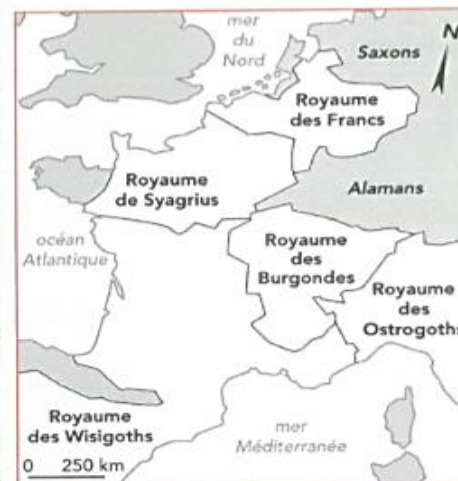 mer
du
Nord
Saxons
N
Royaume
des Francs
Royaume
de Syagrius
Alamans
océan
Atlantique
Royaume
des
Burgondes
Royaume
des
Ostrogoths
Royaume
des Wisigoths
mer
Méditerranée
0 250 km